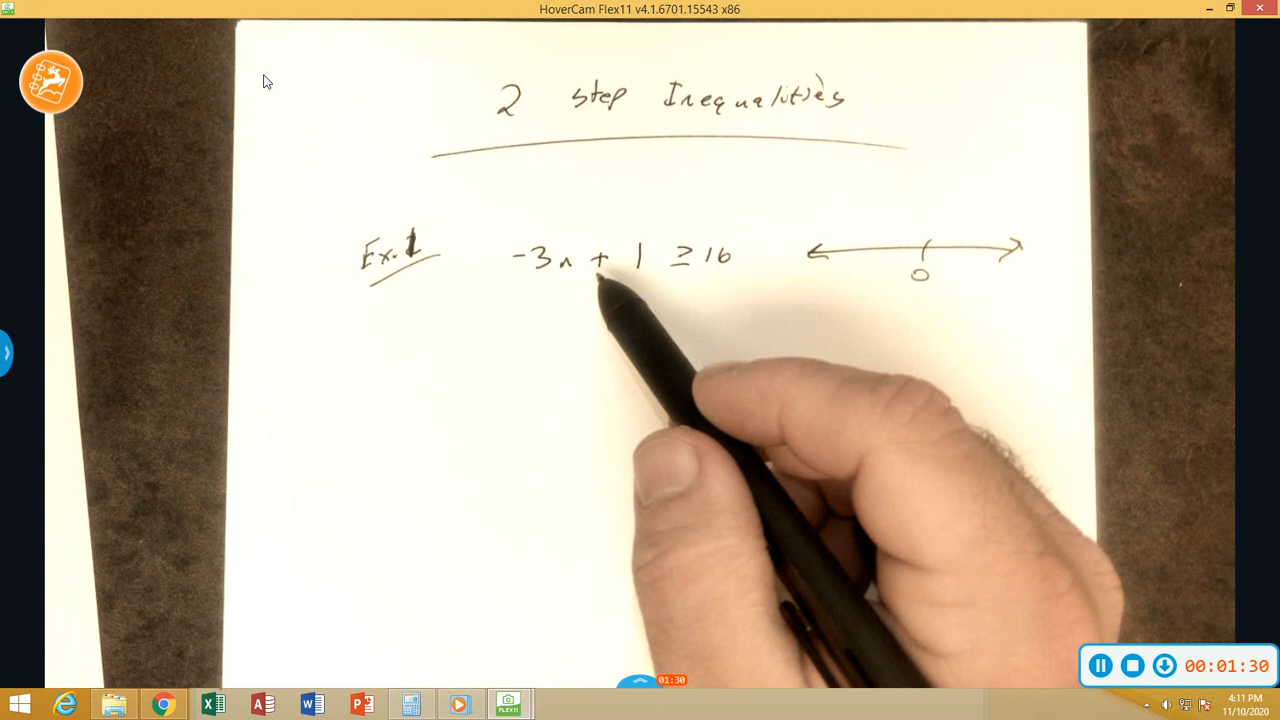 HoverCam Flex11 v4.1.6701.15543 x86
2 step Inequalities
Ex. 1 -3n + 1 ≥ 16
0
00:01:30
01:30
FLEX11
4:11 PM
11/10/2020